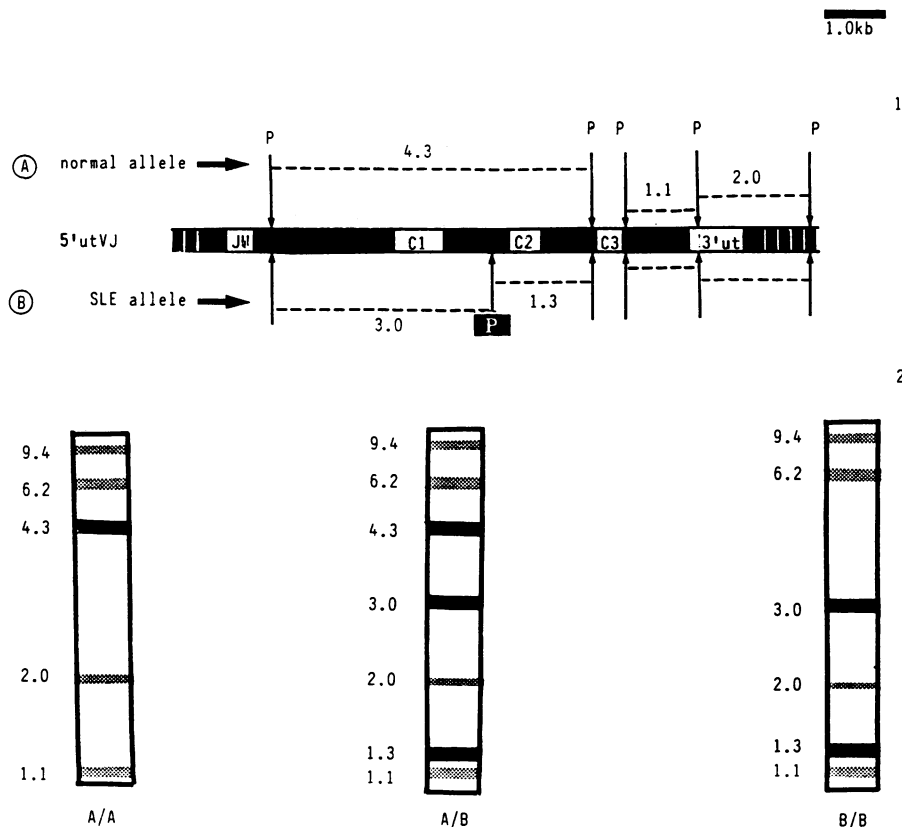 1.0kb
1
P P P P P
A normal allele 4.3 1.1 2.0
5'utVJ JW C1 C2 C3 3'ut
B SLE allele 3.0 1.3
P
2
9.4 9.4 9.4
6.2 6.2 6.2
4.3 4.3
3.0 3.0
2.0 2.0 2.0
1.3 1.3
1.1 1.1 1.1
A/A A/B B/B